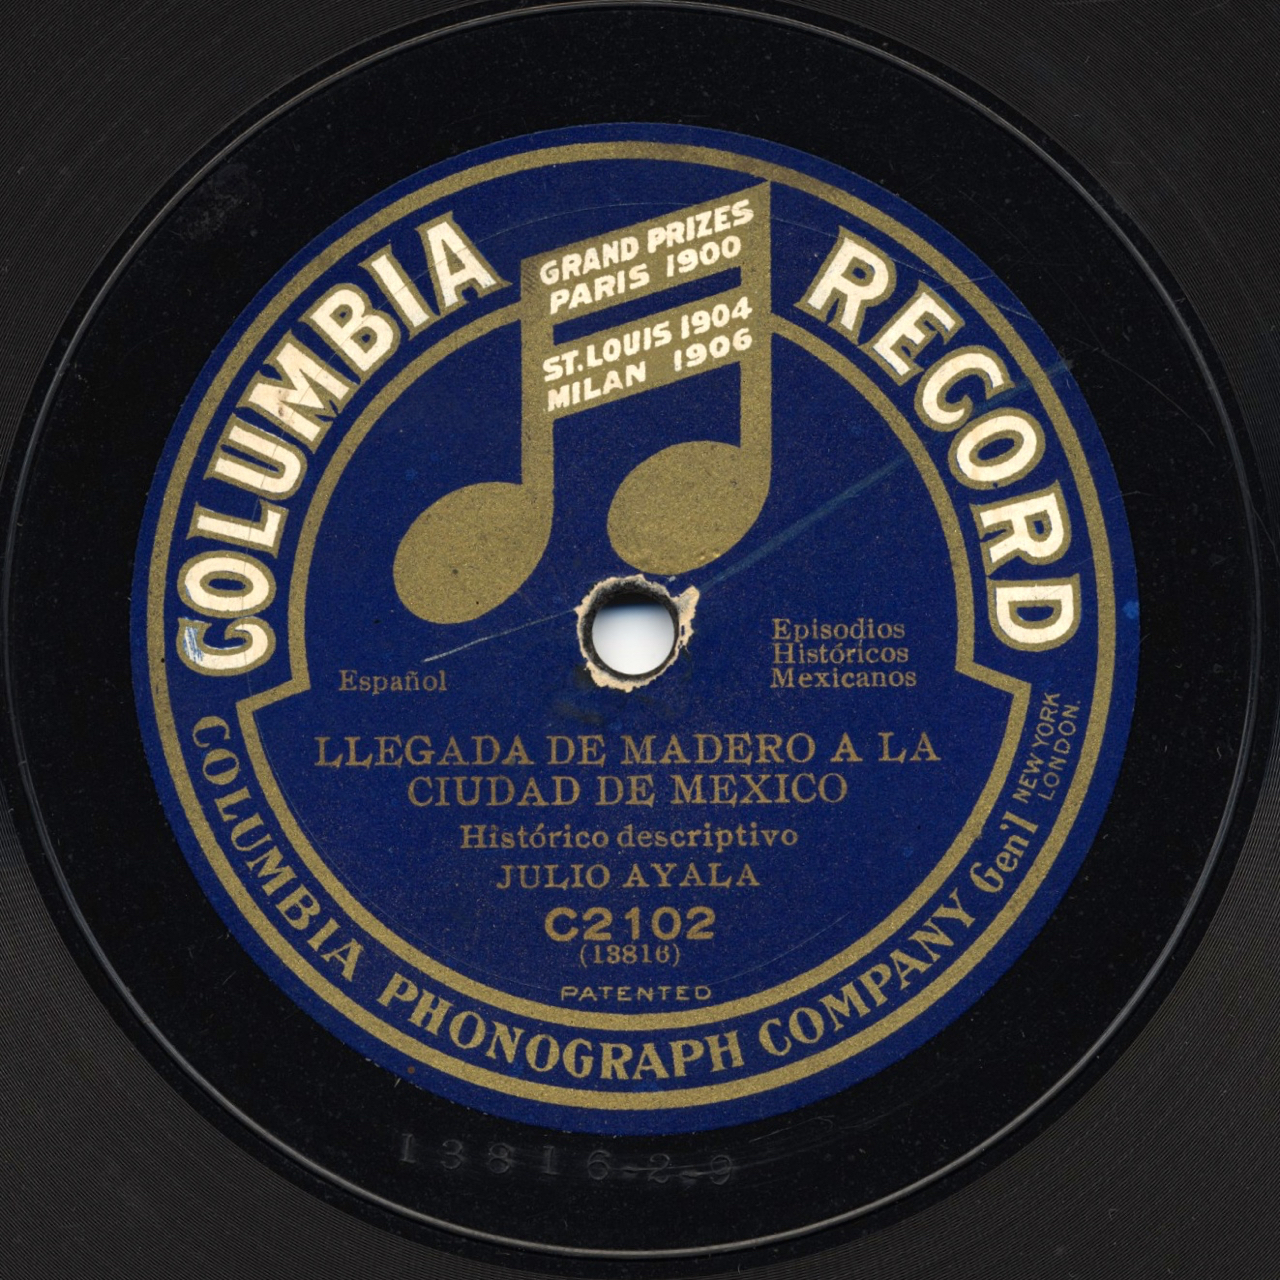 COLUMBIA RECORD
GRAND PRIZES
PARIS 1900
ST. LOUIS 1904
MILAN 1906
Español
Episodios
Históricos
Mexicanos
LLEGADA DE MADERO A LA
CIUDAD DE MEXICO
Histórico descriptivo
JULIO AYALA
C2102
(13816)
PATENTED
COLUMBIA PHONOGRAPH COMPANY Gen'l NEW YORK
LONDON.
13816-2-9